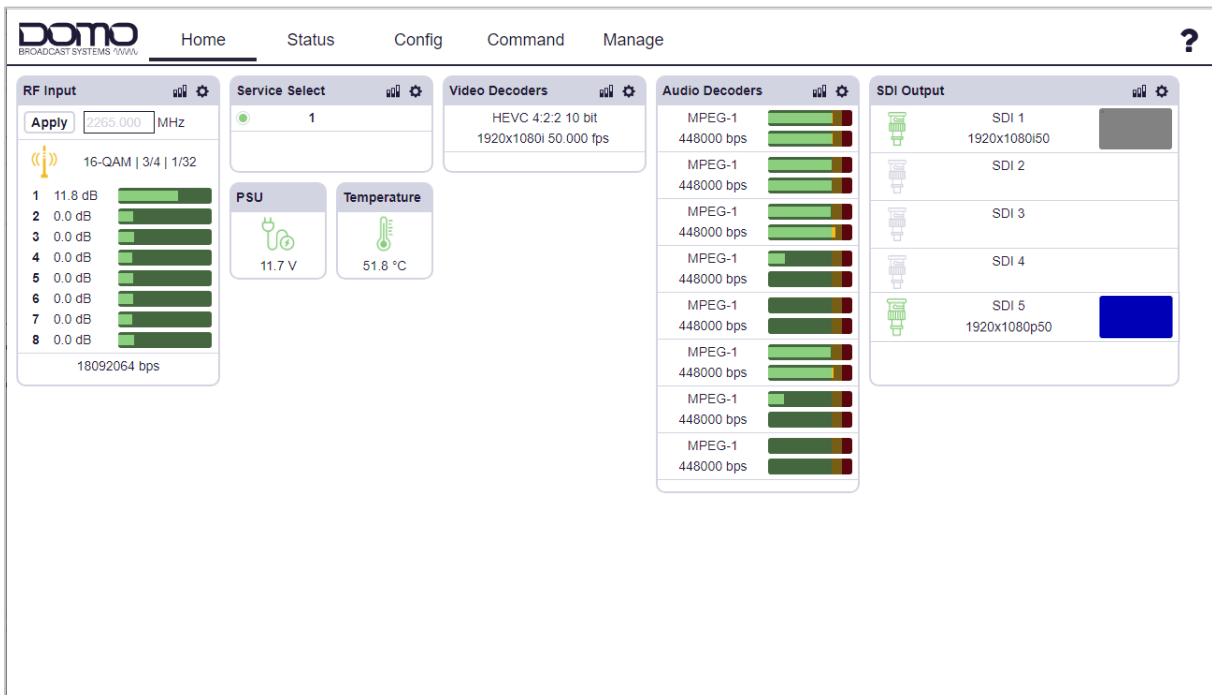 DOMO
BROADCAST SYSTEMS
Home Status Config Command Manage
?
RF Input
Apply 2265.000 MHz
16-QAM | 3/4 | 1/32
1 11.8 dB
2 0.0 dB
3 0.0 dB
4 0.0 dB
5 0.0 dB
6 0.0 dB
7 0.0 dB
8 0.0 dB
18092064 bps
Service Select
1
PSU
11.7 V
Temperature
51.8 °C
Video Decoders
HEVC 4:2:2 10 bit
1920x1080i 50.000 fps
Audio Decoders
MPEG-1
448000 bps
MPEG-1
448000 bps
MPEG-1
448000 bps
MPEG-1
448000 bps
MPEG-1
448000 bps
MPEG-1
448000 bps
MPEG-1
448000 bps
MPEG-1
448000 bps
SDI Output
SDI 1
1920x1080i50
SDI 2
SDI 3
SDI 4
SDI 5
1920x1080p50